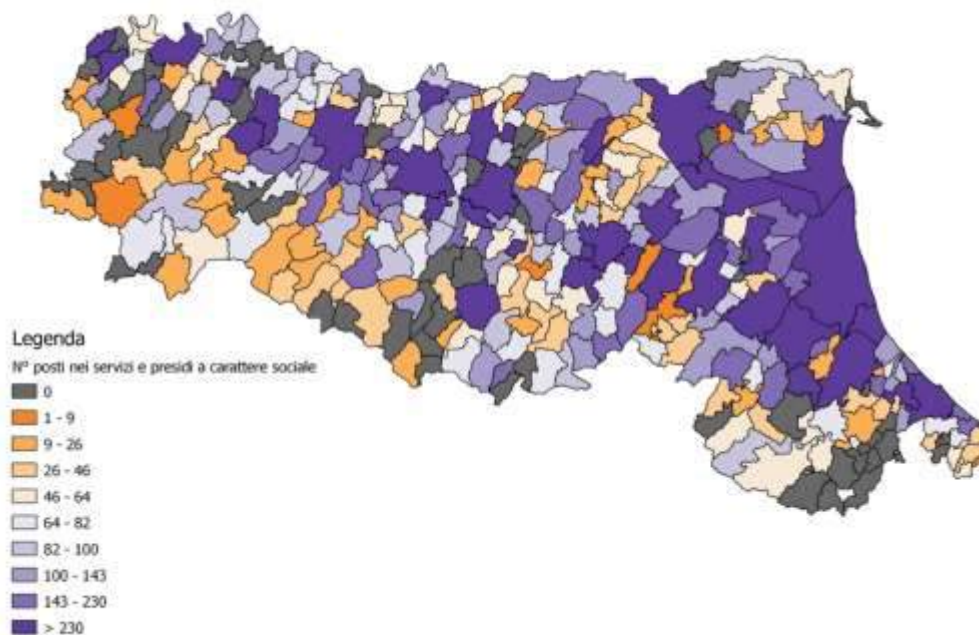 Legenda
N° posti nei servizi e presidi a carattere sociale
0
1 - 9
9 - 26
26 - 46
46 - 64
64 - 82
82 - 100
100 - 143
143 - 230
> 230